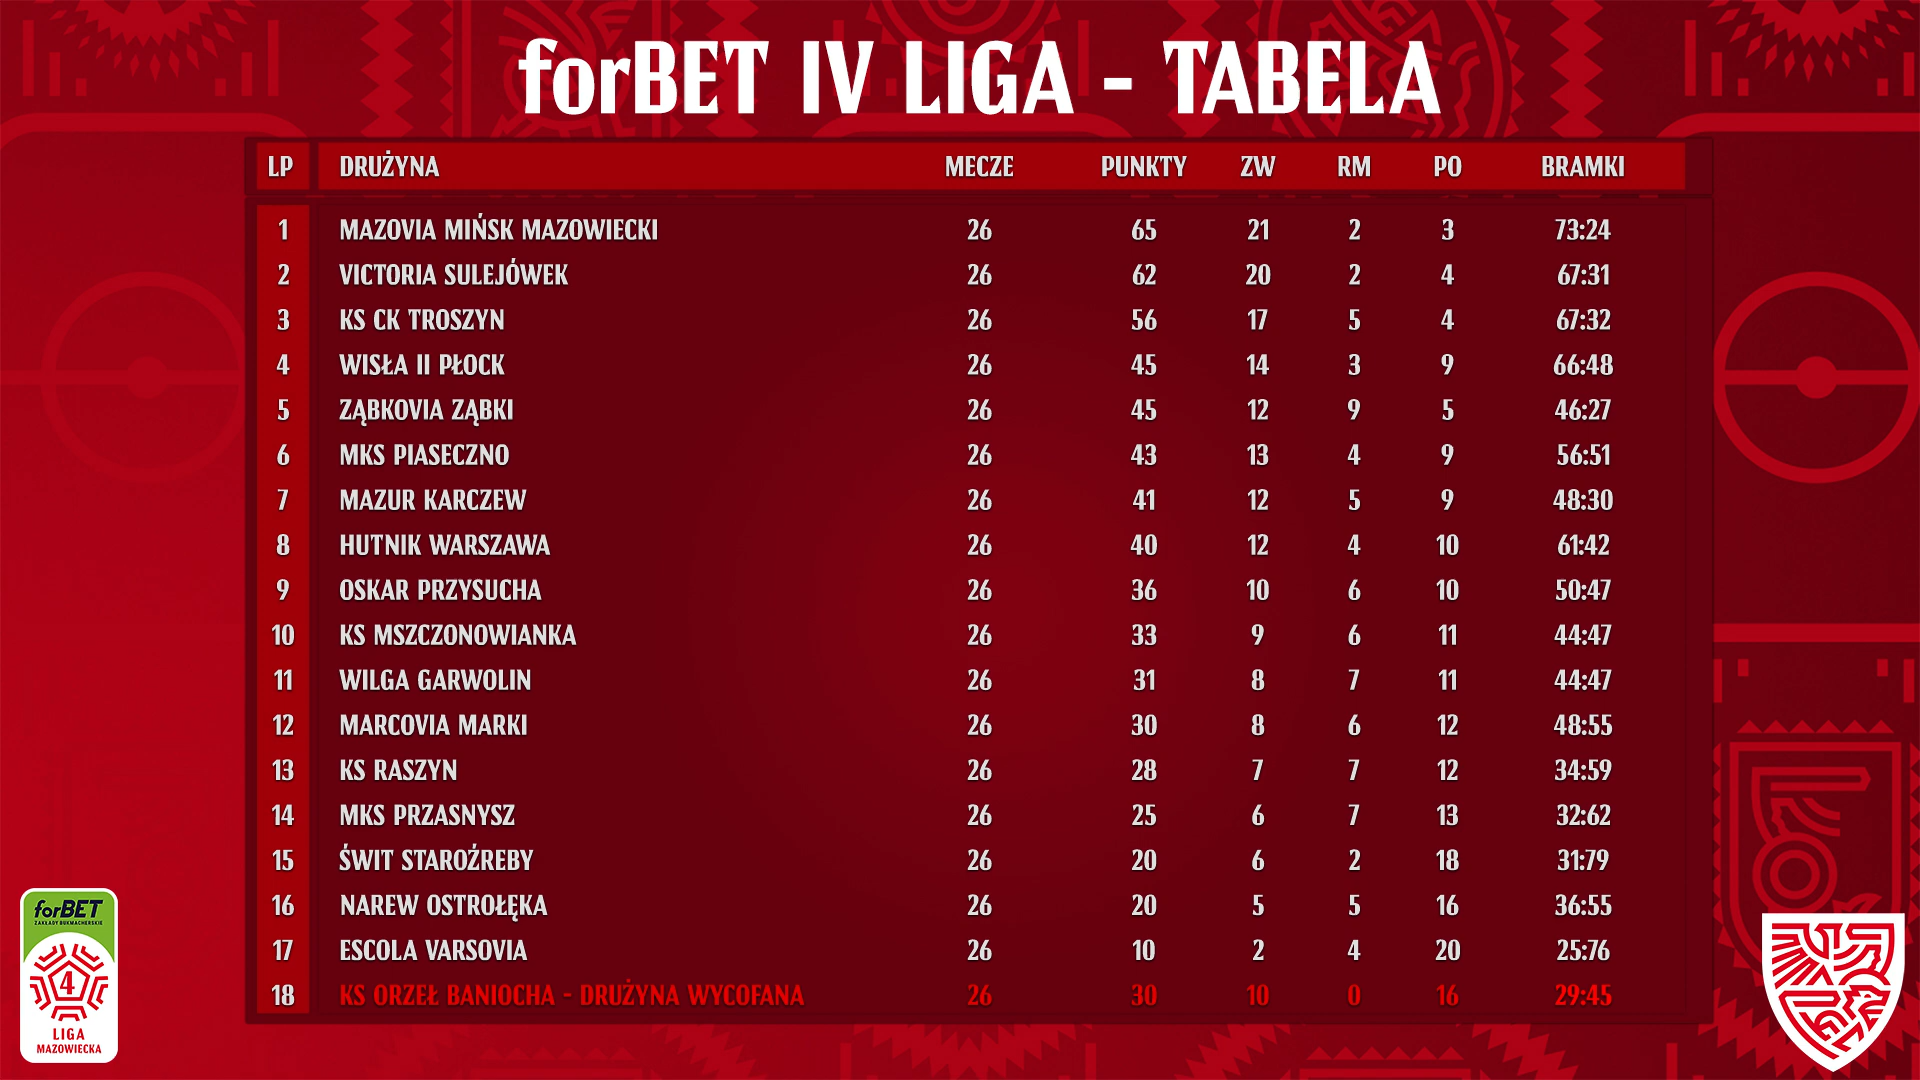 forBET IV LIGA - TABELA
LP DRUŻYNA MECZE PUNKTY ZW RM PO BRAMKI
1 MAZOVIA MIŃSK MAZOWIECKI 26 65 21 2 3 73:24
2 VICTORIA SULEJÓWEK 26 62 20 2 4 67:31
3 KS CK TROSZYN 26 56 17 5 4 67:32
4 WISŁA II PŁOCK 26 45 14 3 9 66:48
5 ZĄBKOVIA ZĄBKI 26 45 12 9 5 46:27
6 MKS PIASECZNO 26 43 13 4 9 56:51
7 MAZUR KARCZEW 26 41 12 5 9 48:30
8 HUTNIK WARSZAWA 26 40 12 4 10 61:42
9 OSKAR PRZYSUCHA 26 36 10 6 10 50:47
10 KS MSZCZONOWIANKA 26 33 9 6 11 44:47
11 WILGA GARWOLIN 26 31 8 7 11 44:47
12 MARCOVIA MARKI 26 30 8 6 12 48:55
13 KS RASZYN 26 28 7 7 12 34:59
14 MKS PRZASNYSZ 26 25 6 7 13 32:62
15 ŚWIT STAROŹREBY 26 20 6 2 18 31:79
16 NAREW OSTROŁĘKA 26 20 5 5 16 36:55
17 ESCOLA VARSOVIA 26 10 2 4 20 25:76
18 KS ORZEŁ BANIOCHA - DRUŻYNA WYCOFANA 26 30 10 0 16 29:45
forBET
ZAKŁADY BUKMACHERSKIE
4
LIGA
MAZOWIECKA